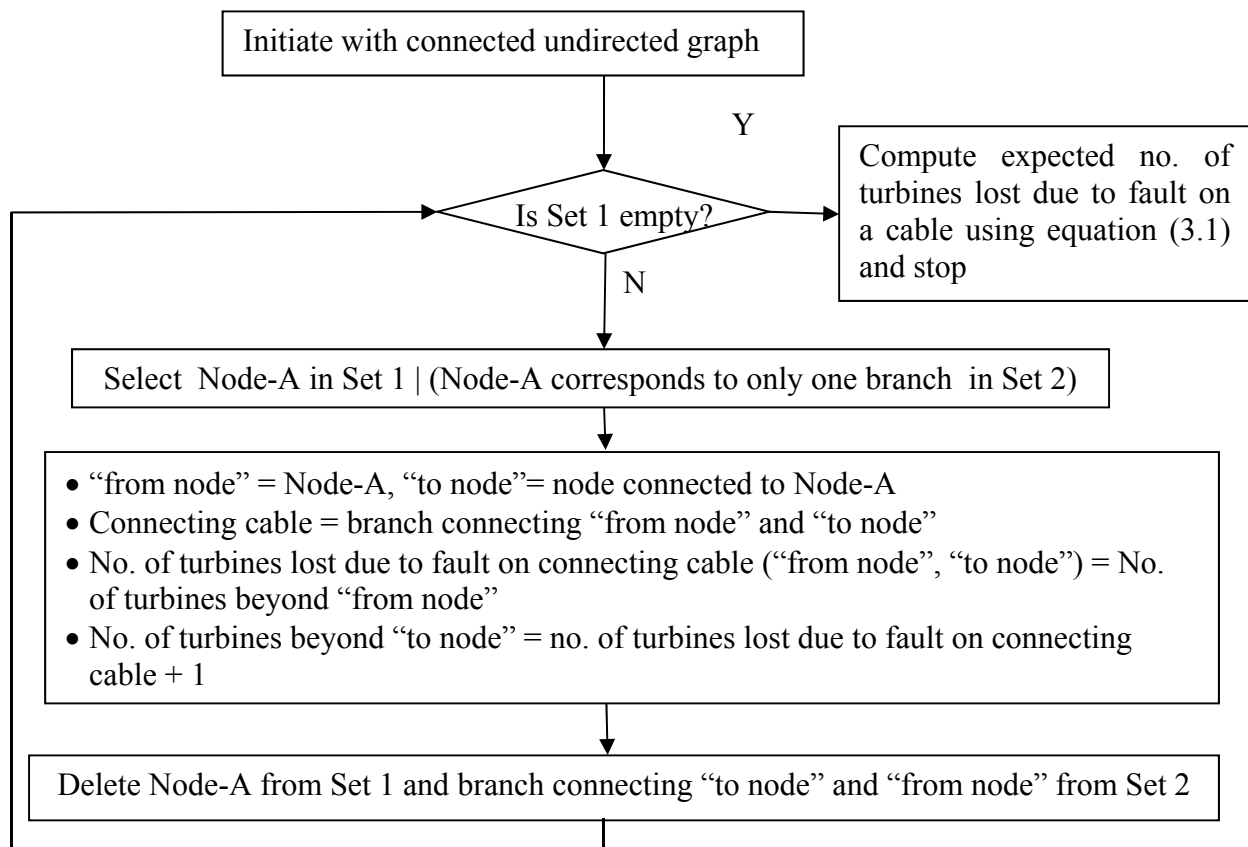 Initiate with connected undirected graph
Y
Compute expected no. of
turbines lost due to fault on
a cable using equation (3.1)
and stop
Is Set 1 empty?
N
Select Node-A in Set 1 | (Node-A corresponds to only one branch in Set 2)
• “from node” = Node-A, “to node”= node connected to Node-A
• Connecting cable = branch connecting “from node” and “to node”
• No. of turbines lost due to fault on connecting cable (“from node”, “to node”) = No.
of turbines beyond “from node”
• No. of turbines beyond “to node” = no. of turbines lost due to fault on connecting
cable + 1
Delete Node-A from Set 1 and branch connecting “to node” and “from node” from Set 2